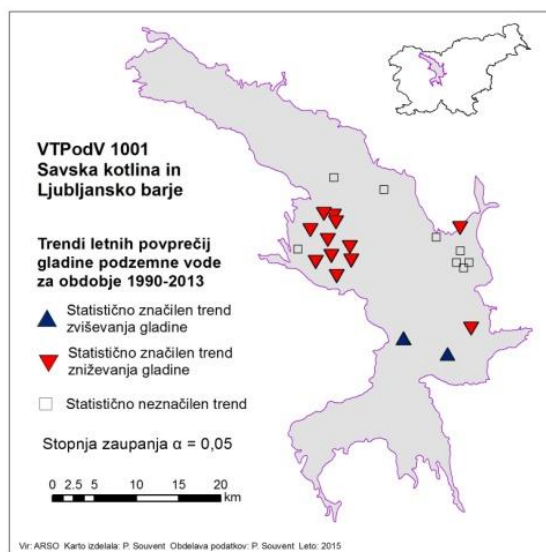 VTPodV 1001
Savska kotlina in
Ljubljansko barje
Trendi letnih povprečij
gladine podzemne vode
za obdobje 1990-2013
Statistično značilen trend
zviševanja gladine
Statistično značilen trend
zniževanja gladine
Statistično neznačilen trend
Stopnja zaupanja α = 0,05
0 2.5 5 10 15 20
km
Vir: ARSO Karto izdelala: P. Souvent Obdelava podatkov: P. Souvent Leto: 2015